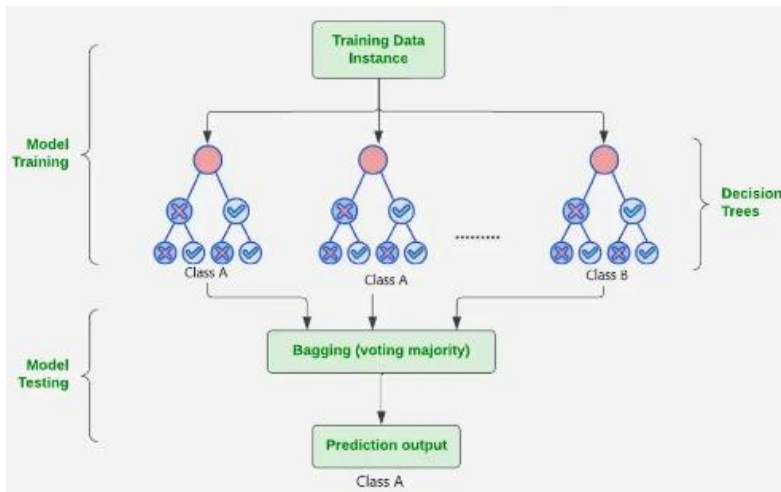 Training Data
Instance
Model
Training
Decision
Trees
Class A
Class A
.........
Class B
Bagging (voting majority)
Model
Testing
Prediction output
Class A